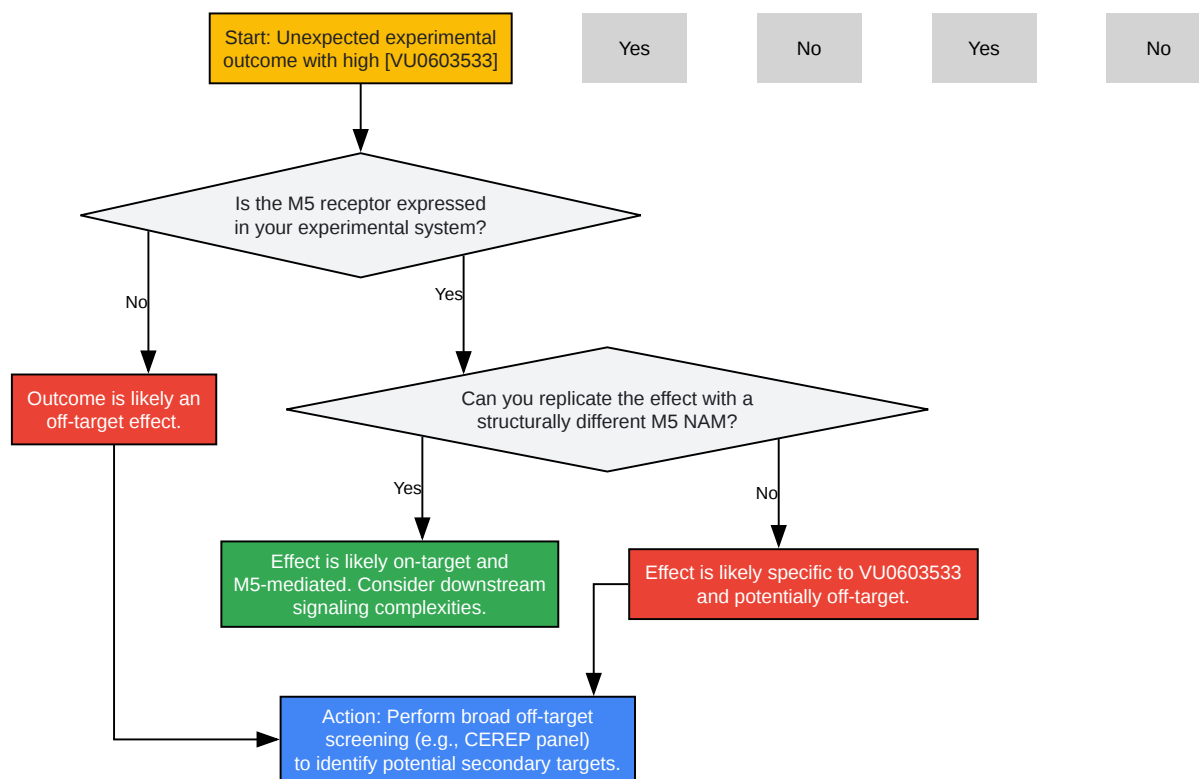 Start: Unexpected experimental
outcome with high [VU0603533]
Yes
No
Yes
No
Is the M5 receptor expressed
in your experimental system?
No
Yes
Outcome is likely an
off-target effect.
Can you replicate the effect with a
structurally different M5 NAM?
Yes
No
Effect is likely on-target and
M5-mediated. Consider downstream
signaling complexities.
Effect is likely specific to VU0603533
and potentially off-target.
Action: Perform broad off-target
screening (e.g., CEREP panel)
to identify potential secondary targets.